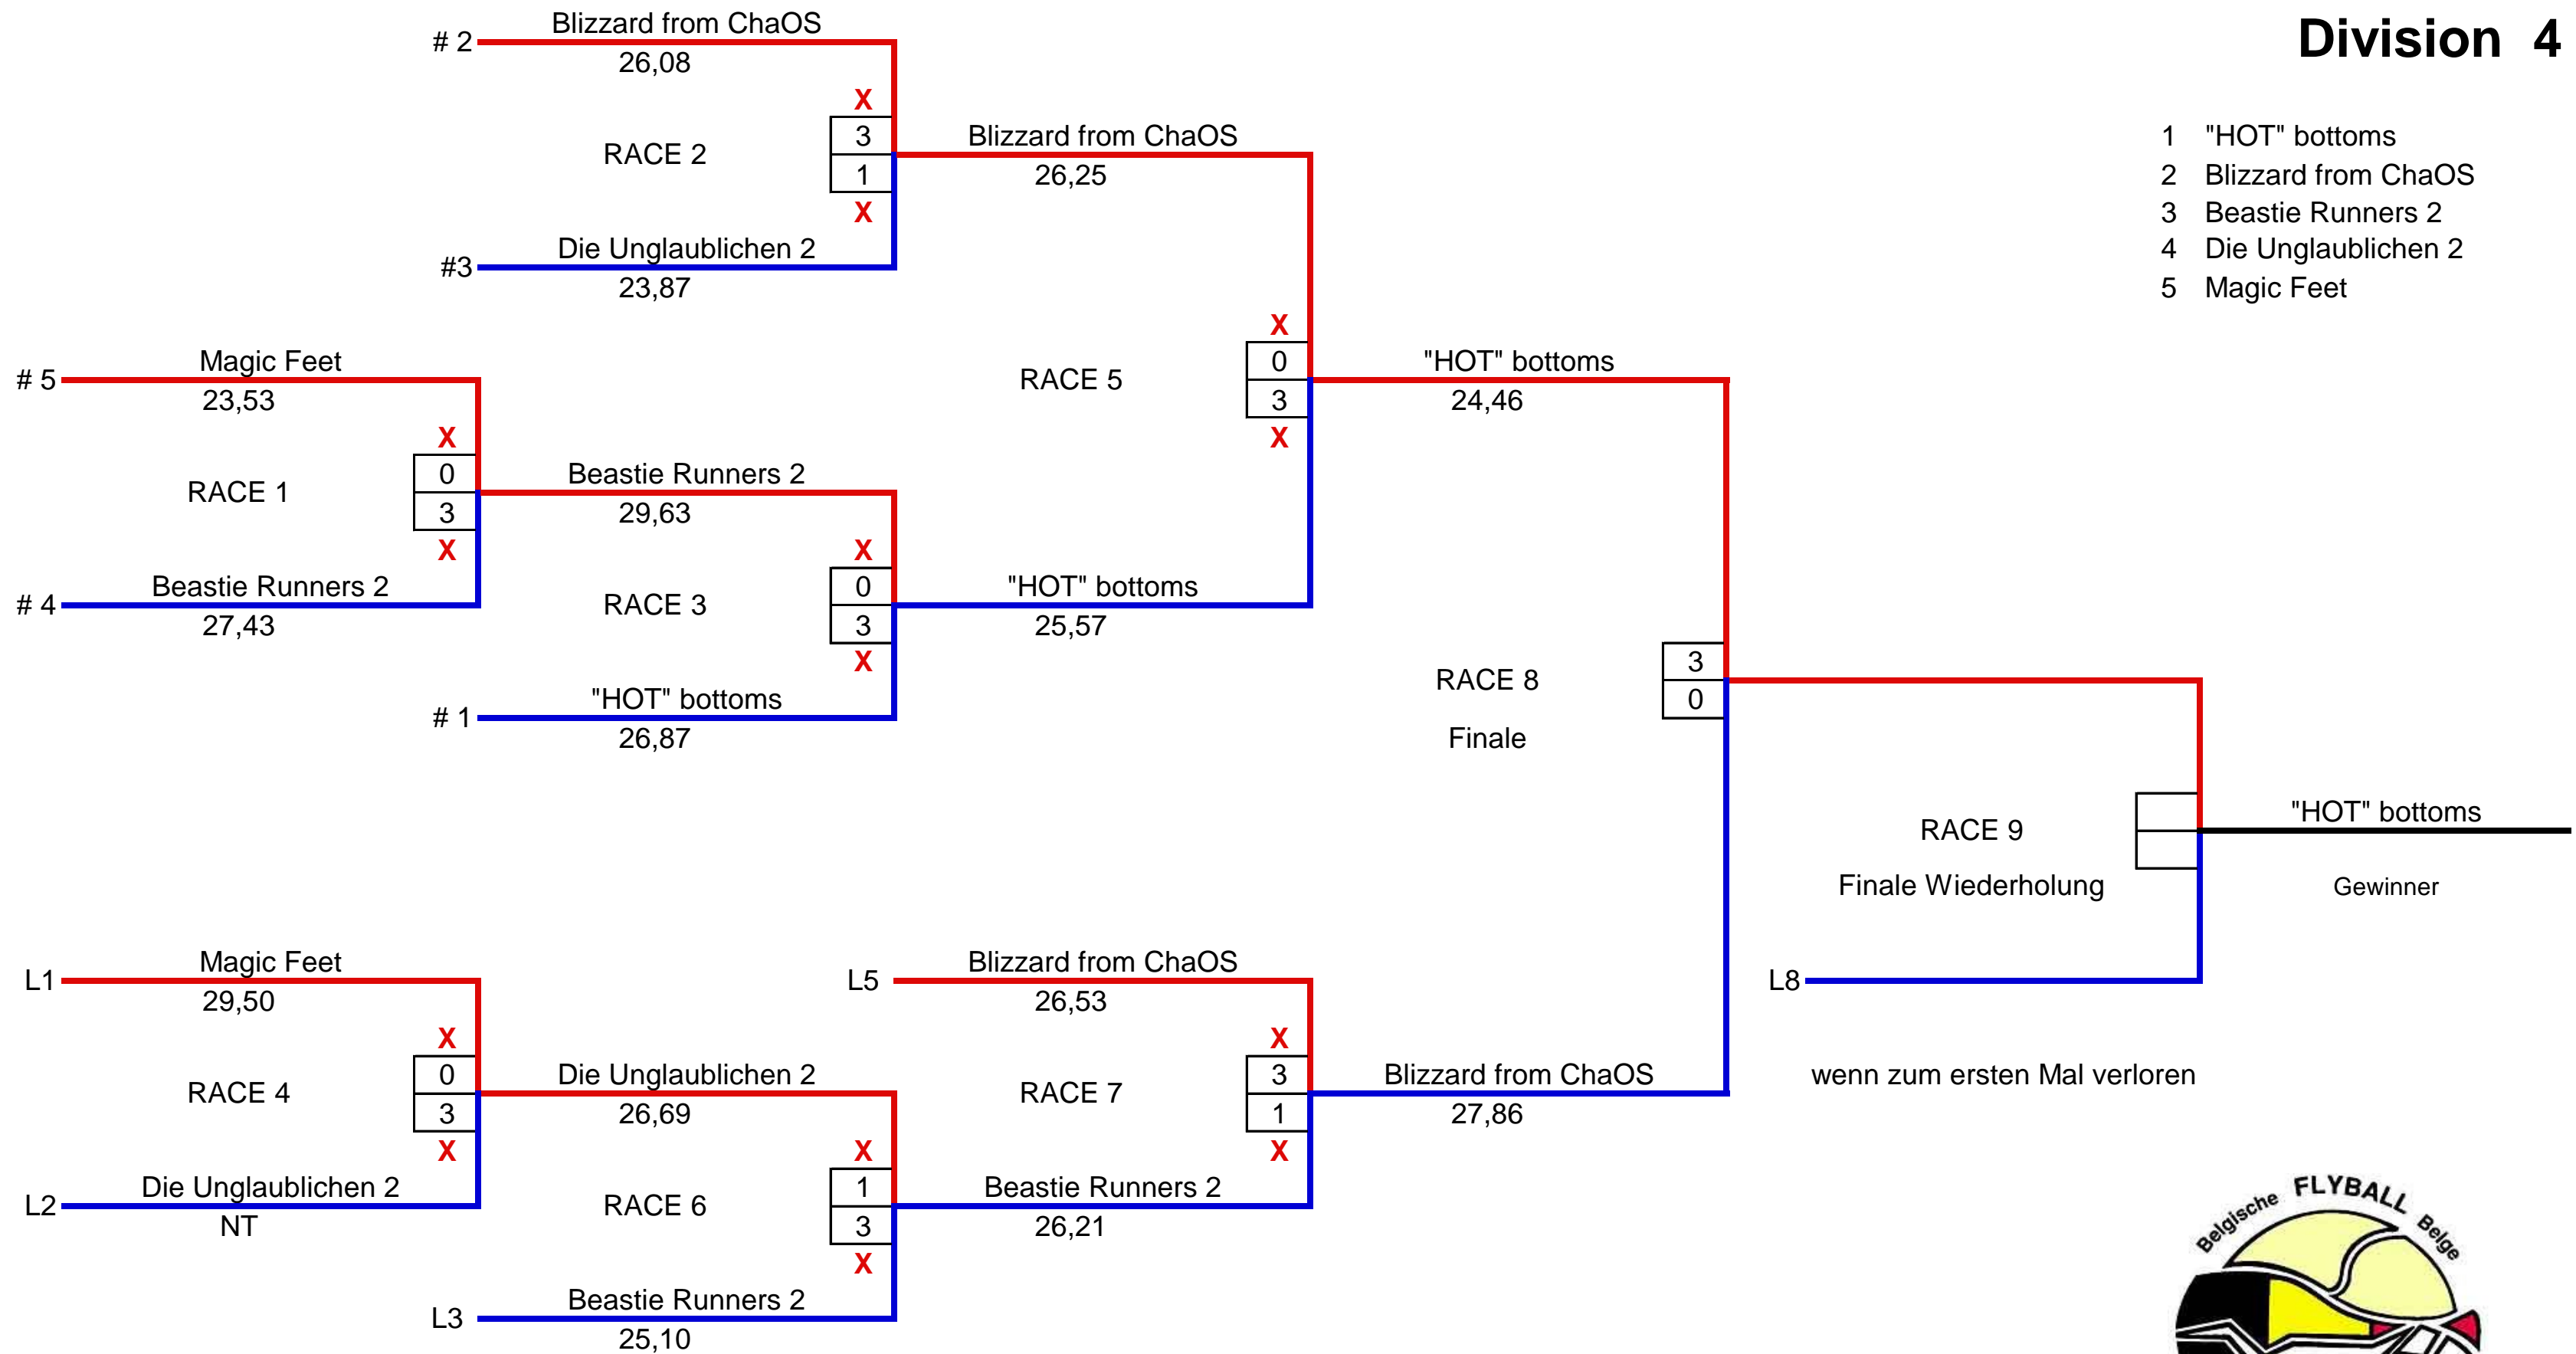 Division 4
1 "HOT" bottoms
2 Blizzard from ChaOS
3 Beastie Runners 2
4 Die Unglaublichen 2
5 Magic Feet
# 2
Blizzard from ChaOS
26,08
X
3
RACE 2
1
X
#3
Die Unglaublichen 2
23,87
Blizzard from ChaOS
26,25
# 5
Magic Feet
23,53
X
0
RACE 1
3
X
# 4
Beastie Runners 2
27,43
Beastie Runners 2
29,63
X
0
RACE 3
3
X
# 1
"HOT" bottoms
26,87
X
0
RACE 5
3
X
"HOT" bottoms
25,57
"HOT" bottoms
24,46
RACE 8
3
0
Finale
RACE 9
Finale Wiederholung
"HOT" bottoms
Gewinner
L1
Magic Feet
29,50
X
0
RACE 4
3
X
L2
Die Unglaublichen 2
NT
Die Unglaublichen 2
26,69
X
1
RACE 6
3
X
L3
Beastie Runners 2
25,10
L5
Blizzard from ChaOS
26,53
X
3
RACE 7
1
X
Beastie Runners 2
26,21
Blizzard from ChaOS
27,86
L8
wenn zum ersten Mal verloren
Belgische FLYBALL Belge